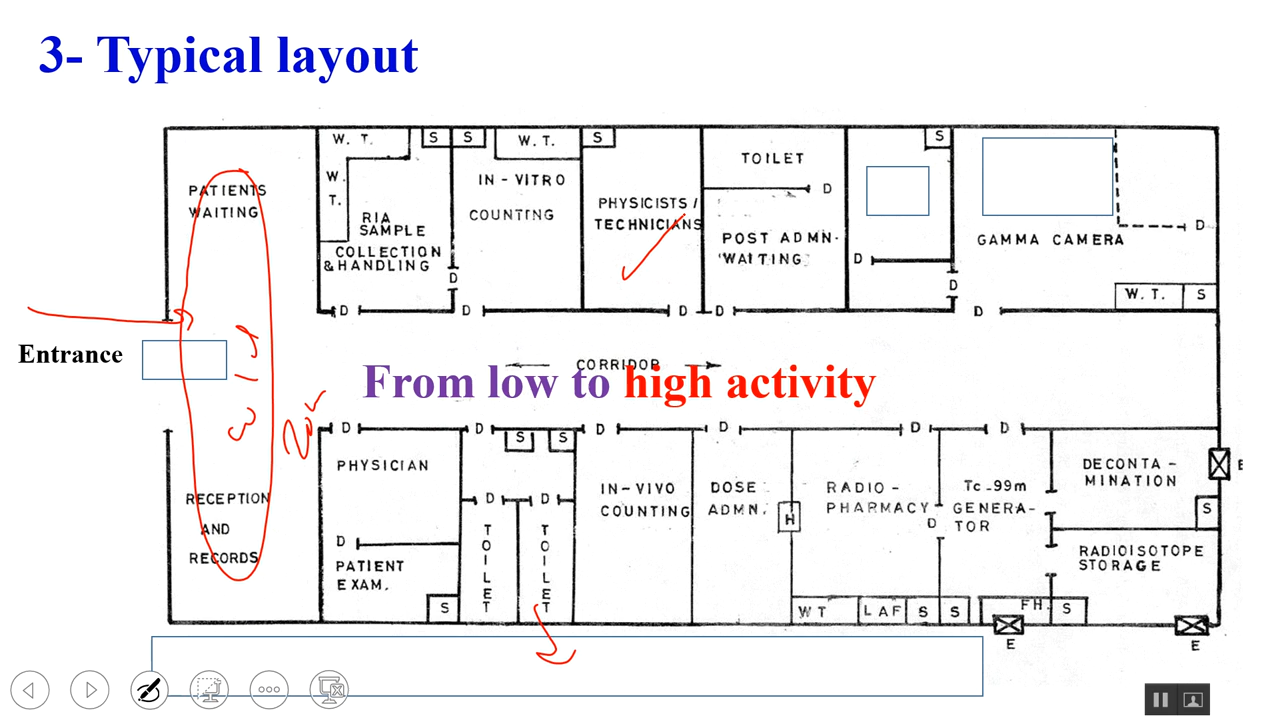 3- Typical layout
W. T.
S
S
W. T.
S
S
W.
T.
PATIENTS
WAITING
RIA
SAMPLE
COLLECTION
& HANDLING
D
IN - VITRO
COUNTING
PHYSICISTS /
TECHNICIANS
TOILET
D
POST ADMN.
WAITING
D
D
GAMMA CAMERA
D
W. T.
S
D
D
D
D
D
Entrance
CORRIDOR
From low to high activity
D
D
D
D
D
D
PHYSICIAN
D
PATIENT
EXAM.
S
S
S
D
D
TOILET
TOILET
IN - VIVO
COUNTING
DOSE
ADMN.
H
RADIO -
PHARMACY
D
Tc -99m
GENERA-
TOR
DECONTA -
MINATION
S
RADIOISOTOPE
STORAGE
RECEPTION
AND
RECORDS
WT
LAF
S
S
FH.
S
E
E
E